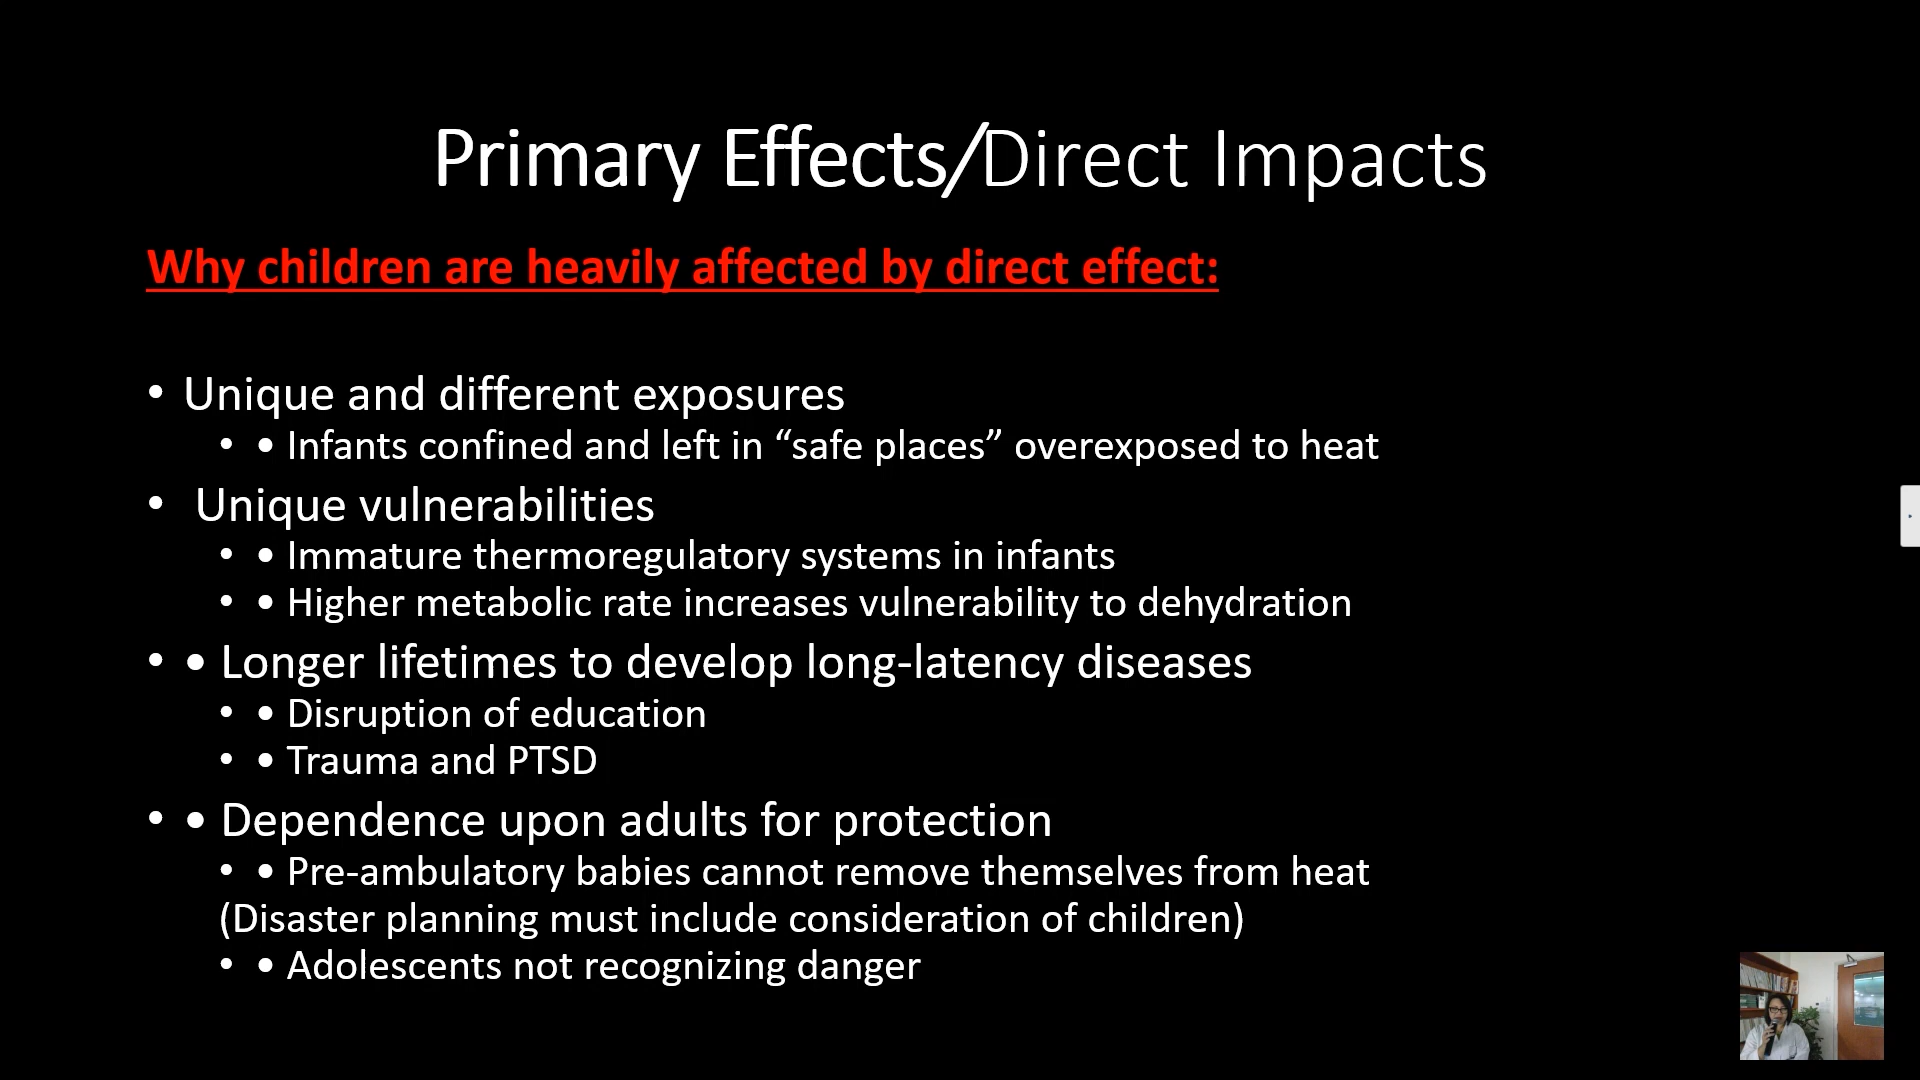 Primary Effects/Direct Impacts
Why children are heavily affected by direct effect:
• Unique and different exposures
• • Infants confined and left in “safe places” overexposed to heat
• Unique vulnerabilities
• • Immature thermoregulatory systems in infants
• • Higher metabolic rate increases vulnerability to dehydration
• • Longer lifetimes to develop long-latency diseases
• • Disruption of education
• • Trauma and PTSD
• • Dependence upon adults for protection
• • Pre-ambulatory babies cannot remove themselves from heat
(Disaster planning must include consideration of children)
• • Adolescents not recognizing danger